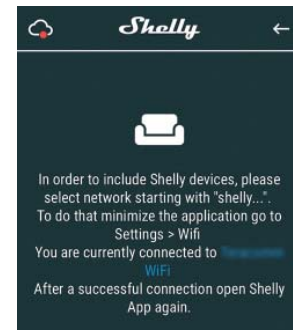 Shelly
In order to include Shelly devices, please
select network starting with "shelly...".
To do that minimize the application go to
Settings > Wifi
You are currently connected to
WiFi
After a successful connection open Shelly
App again.